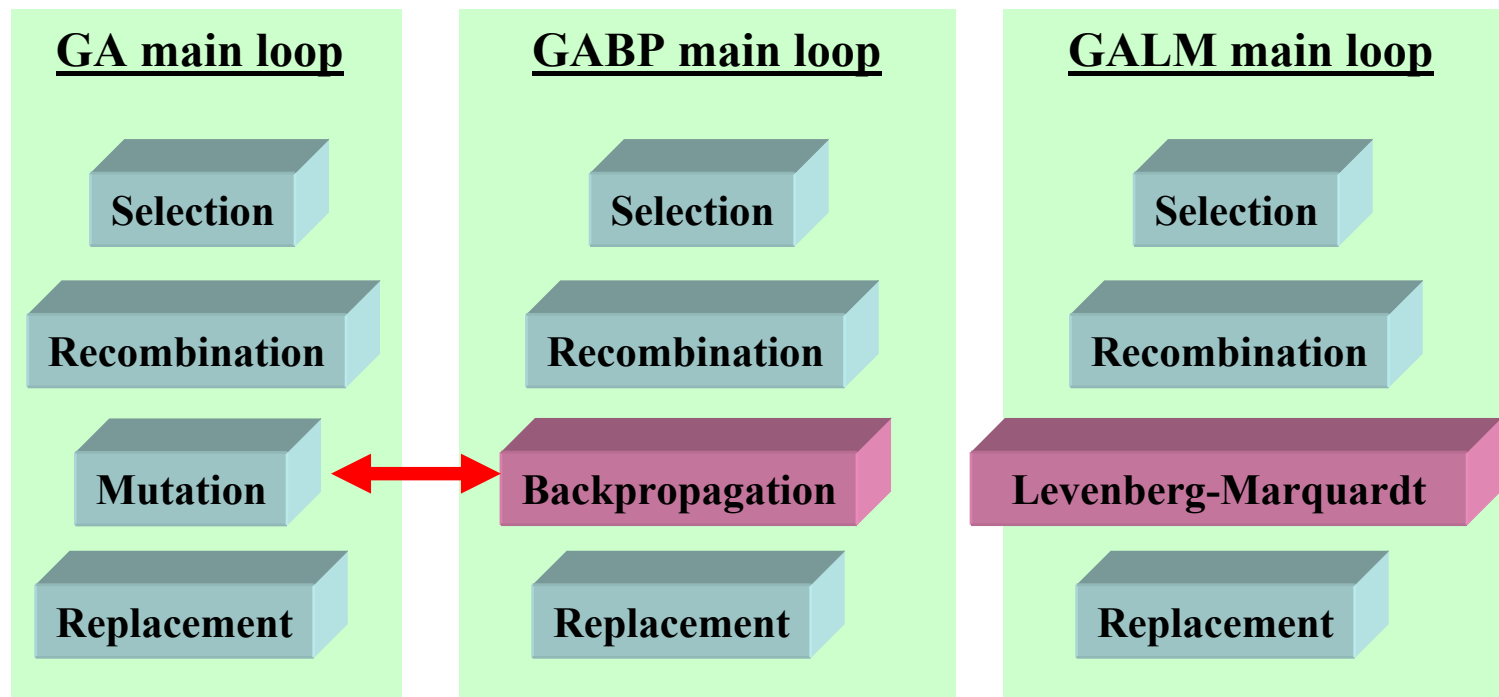 GA main loop
Selection
Recombination
Mutation
Replacement
GABP main loop
Selection
Recombination
Backpropagation
Replacement
GALM main loop
Selection
Recombination
Levenberg-Marquardt
Replacement